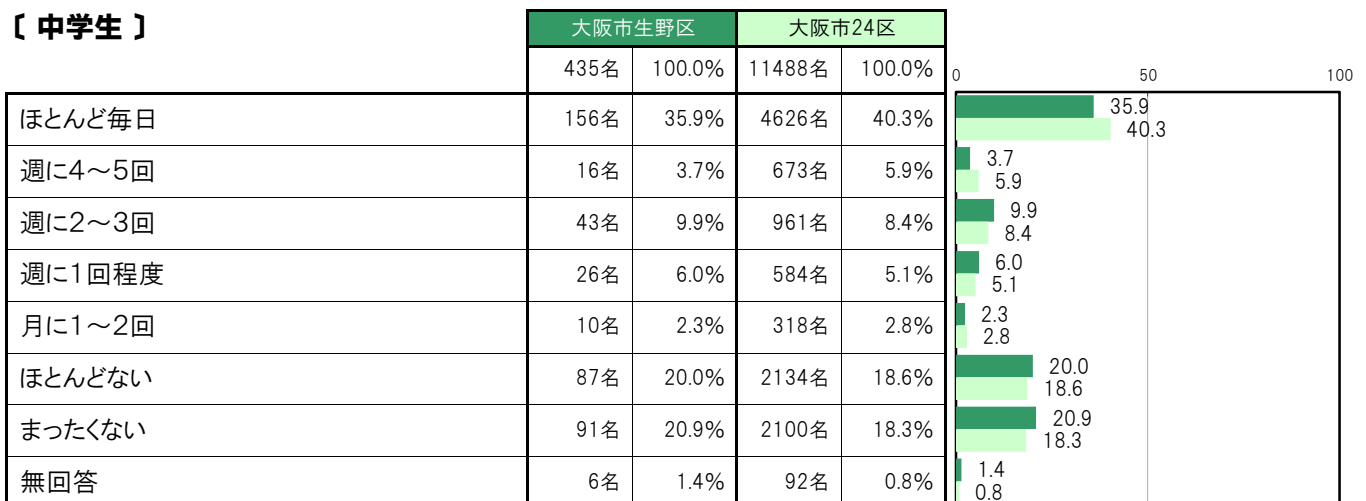 〔 中学生 〕
大阪市生野区 大阪市24区
435名 100.0% 11488名 100.0% 0 50 100
ほとんど毎日 156名 35.9% 4626名 40.3% 35.9
40.3
週に4～5回 16名 3.7% 673名 5.9% 3.7
5.9
週に2～3回 43名 9.9% 961名 8.4% 9.9
8.4
週に1回程度 26名 6.0% 584名 5.1% 6.0
5.1
月に1～2回 10名 2.3% 318名 2.8% 2.3
2.8
ほとんどない 87名 20.0% 2134名 18.6% 20.0
18.6
まったくない 91名 20.9% 2100名 18.3% 20.9
18.3
無回答 6名 1.4% 92名 0.8% 1.4
0.8